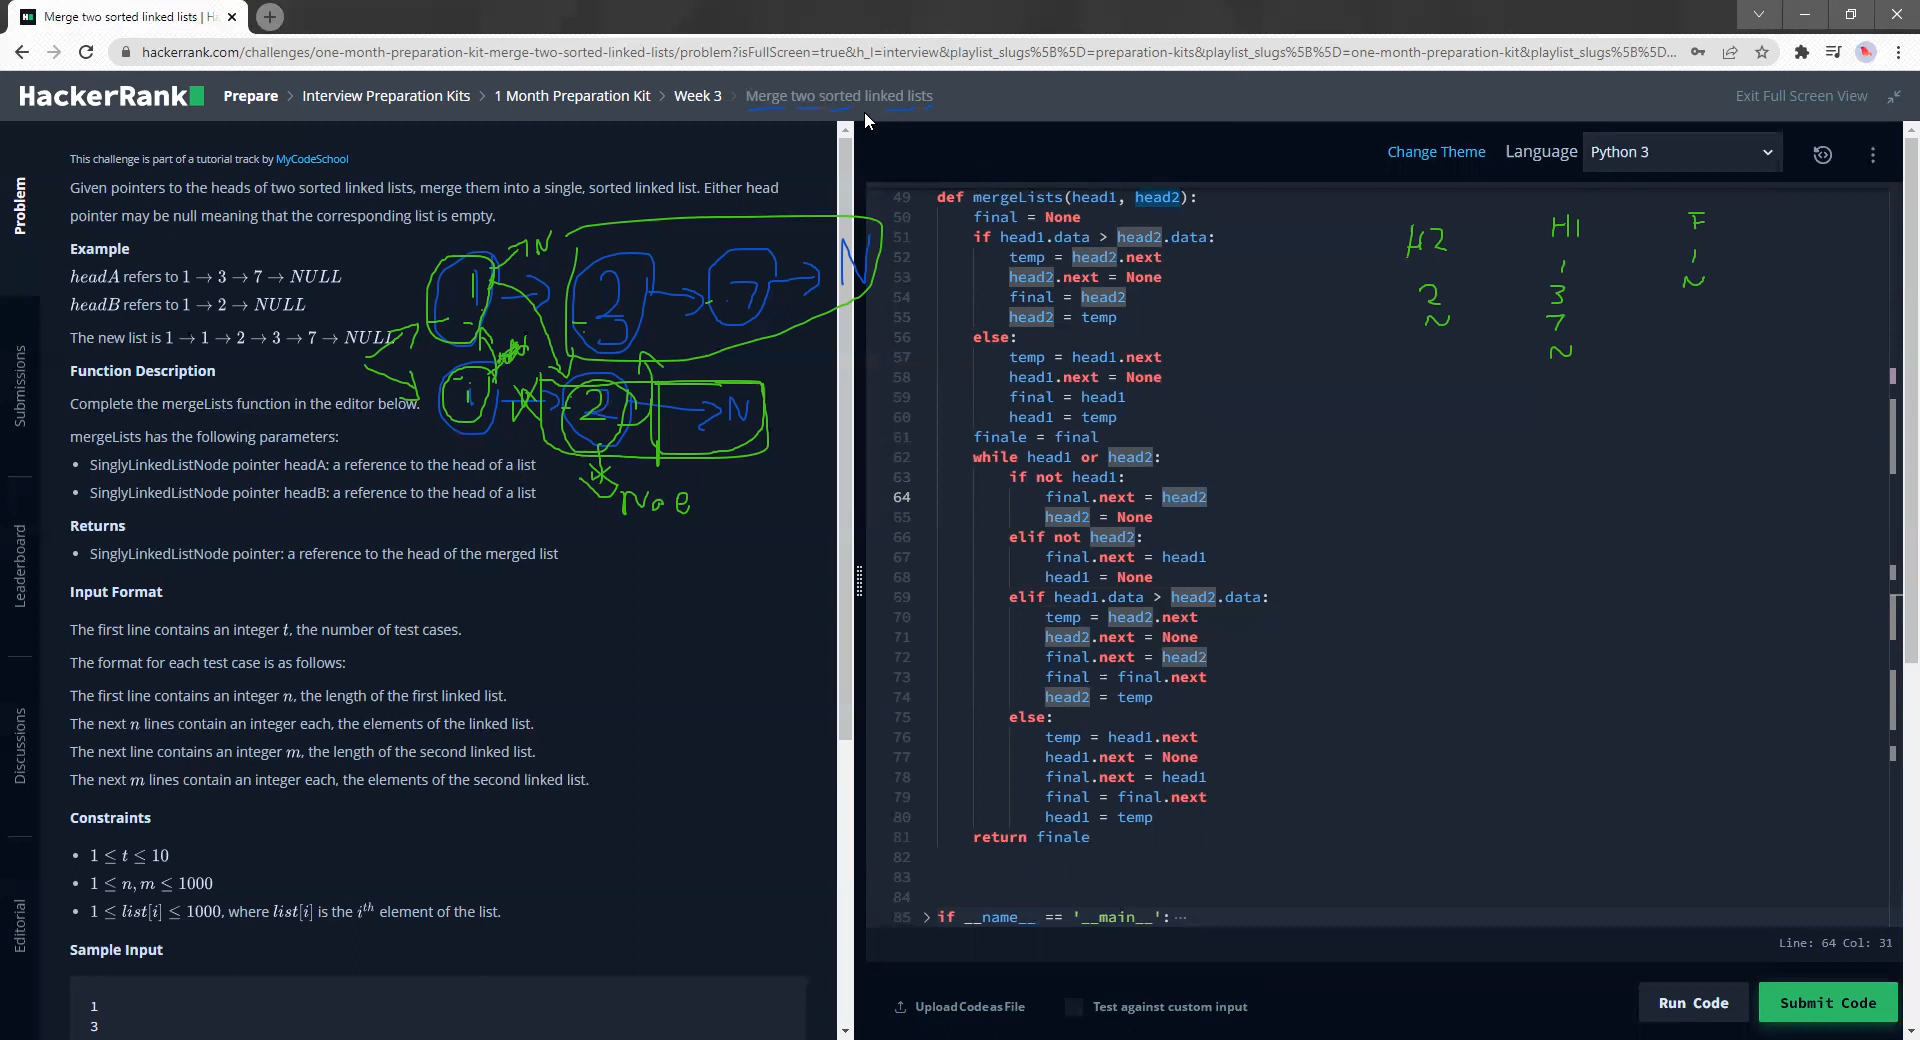 Merge two sorted linked lists | Ha
hackerrank.com/challenges/one-month-preparation-kit-merge-two-sorted-linked-lists/problem?isFullScreen=true&h_l=interview&playlist_slugs%5B%5D=preparation-kits&playlist_slugs%5B%5D=one-month-preparation-kit&playlist_slugs%5B%5D...
HackerRank Prepare > Interview Preparation Kits > 1 Month Preparation Kit > Week 3 > Merge two sorted linked lists
Exit Full Screen View
Problem
Submissions
Leaderboard
Discussions
Editorial
This challenge is part of a tutorial track by MyCodeSchool
Given pointers to the heads of two sorted linked lists, merge them into a single, sorted linked list. Either head
pointer may be null meaning that the corresponding list is empty.
Example
headA refers to 1 → 3 → 7 → NULL
headB refers to 1 → 2 → NULL
The new list is 1 → 1 → 2 → 3 → 7 → NULL
Function Description
Complete the mergeLists function in the editor below.
mergeLists has the following parameters:
• SinglyLinkedListNode pointer headA: a reference to the head of a list
• SinglyLinkedListNode pointer headB: a reference to the head of a list
Returns
• SinglyLinkedListNode pointer: a reference to the head of the merged list
Input Format
The first line contains an integer t, the number of test cases.
The format for each test case is as follows:
The first line contains an integer n, the length of the first linked list.
The next n lines contain an integer each, the elements of the linked list.
The next line contains an integer m, the length of the second linked list.
The next m lines contain an integer each, the elements of the second linked list.
Constraints
• 1 ≤ t ≤ 10
• 1 ≤ n, m ≤ 1000
• 1 ≤ list[i] ≤ 1000, where list[i] is the ith element of the list.
Sample Input
1
3
N
1
7
N
1
2
N
Change Theme Language Python 3
49 def mergeLists(head1, head2):
50 final = None
51 if head1.data > head2.data:
52 temp = head2.next
53 head2.next = None
54 final = head2
55 head2 = temp
56 else:
57 temp = head1.next
58 head1.next = None
59 final = head1
60 head1 = temp
61 finale = final
62 while head1 or head2:
63 if not head1:
64 final.next = head2
65 head2 = None
66 elif not head2:
67 final.next = head1
68 head1 = None
69 elif head1.data > head2.data:
70 temp = head2.next
71 head2.next = None
72 final.next = head2
73 final = final.next
74 head2 = temp
75 else:
76 temp = head1.next
77 head1.next = None
78 final.next = head1
79 final = final.next
80 head1 = temp
81 return finale
82
83
84
85 if __name__ == '__main__': ...
H2 H1 F
1 1
2 3 N
N 7
N
Line: 64 Col: 31
Upload Code as File Test against custom input Run Code Submit Code